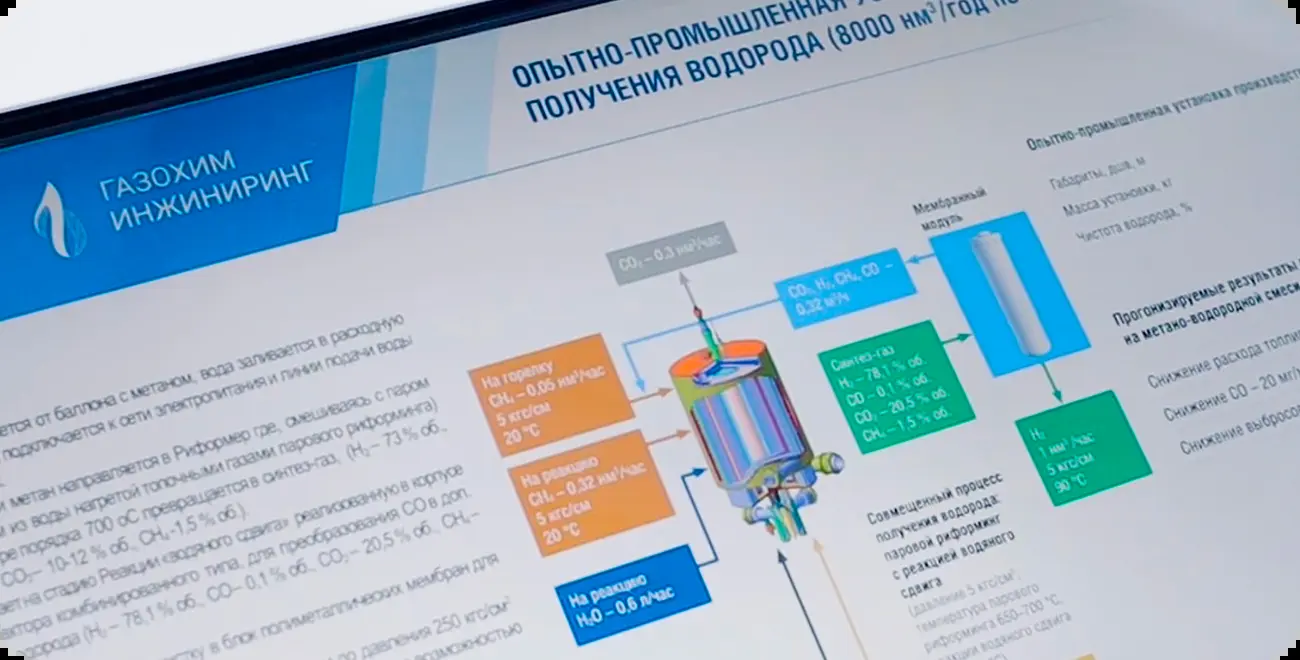 ОПЫТНО-ПРОМЫШЛЕННАЯ
ПОЛУЧЕНИЯ ВОДОРОДА (8000 нм³/год
ГАЗОХИМ
ИНЖИНИРИНГ
от баллона с метаном, вода заливается в расходную
подключается к сети электропитания и линии подачи воды
метан направляется в Риформер где, смешиваясь с паром
из воды нагретой топочными газами парового риформинга)
порядка 700 оС превращается в синтез-газ, (H₂ – 73 % об.,
CO₂ – 10-12 % об., CH₄ -1,5 % об.).
на стадию Реакции «водяного сдвига» реализованную в корпусе
комбинированного типа, для преобразования CO в доп.
(H₂ – 78,1 % об., CO– 0,1 % об., CO₂ – 20,5 % об., CH₄ –
в блок полиметаллических мембран для
давления 250 кгс/см²
CO₂ – 0,3 нм³/час
На горелку
CH₄ – 0,05 нм³/час
5 кгс/см
20 °C
На реакцию
CH₄ – 0,32 нм³/час
5 кгс/см
20 °C
На реакцию
H₂O – 0,6 л/час
CO₂, H₂, CH₄, CO –
0,32 м³/ч
Мембранный
модуль
Синтез-газ
H₂ – 78,1 % об.
CO – 0,1 % об.
CO₂ – 20,5 % об.
CH₄ – 1,5 % об.
H₂
1 нм³/час
5 кгс/см
90 °C
Совмещенный процесс
получения водорода:
паровой риформинг
с реакцией водяного
сдвига
(давление 5 кгс/см²,
температура парового
риформинга 650–700 °C,
реакции водяного сдвига
Опытно-промышленная установка
Габариты, дшв, м
Масса установки, кг
Чистота водорода, %
Прогонизируемые результаты
на метано-водородной смеси
Снижение расхода
Снижение CO – 20
Снижение